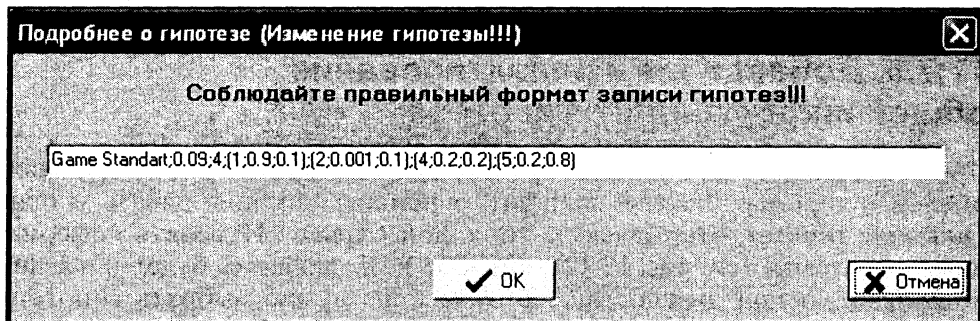 Подробнее о гипотезе (Изменение гипотезы!!!)
Соблюдайте правильный формат записи гипотез!!!
Game Standart;0.09;4;(1;0.9;0.1);(2;0.001;0.1);(4;0.2;0.2);(5;0.2;0.8)
OK
Отмена